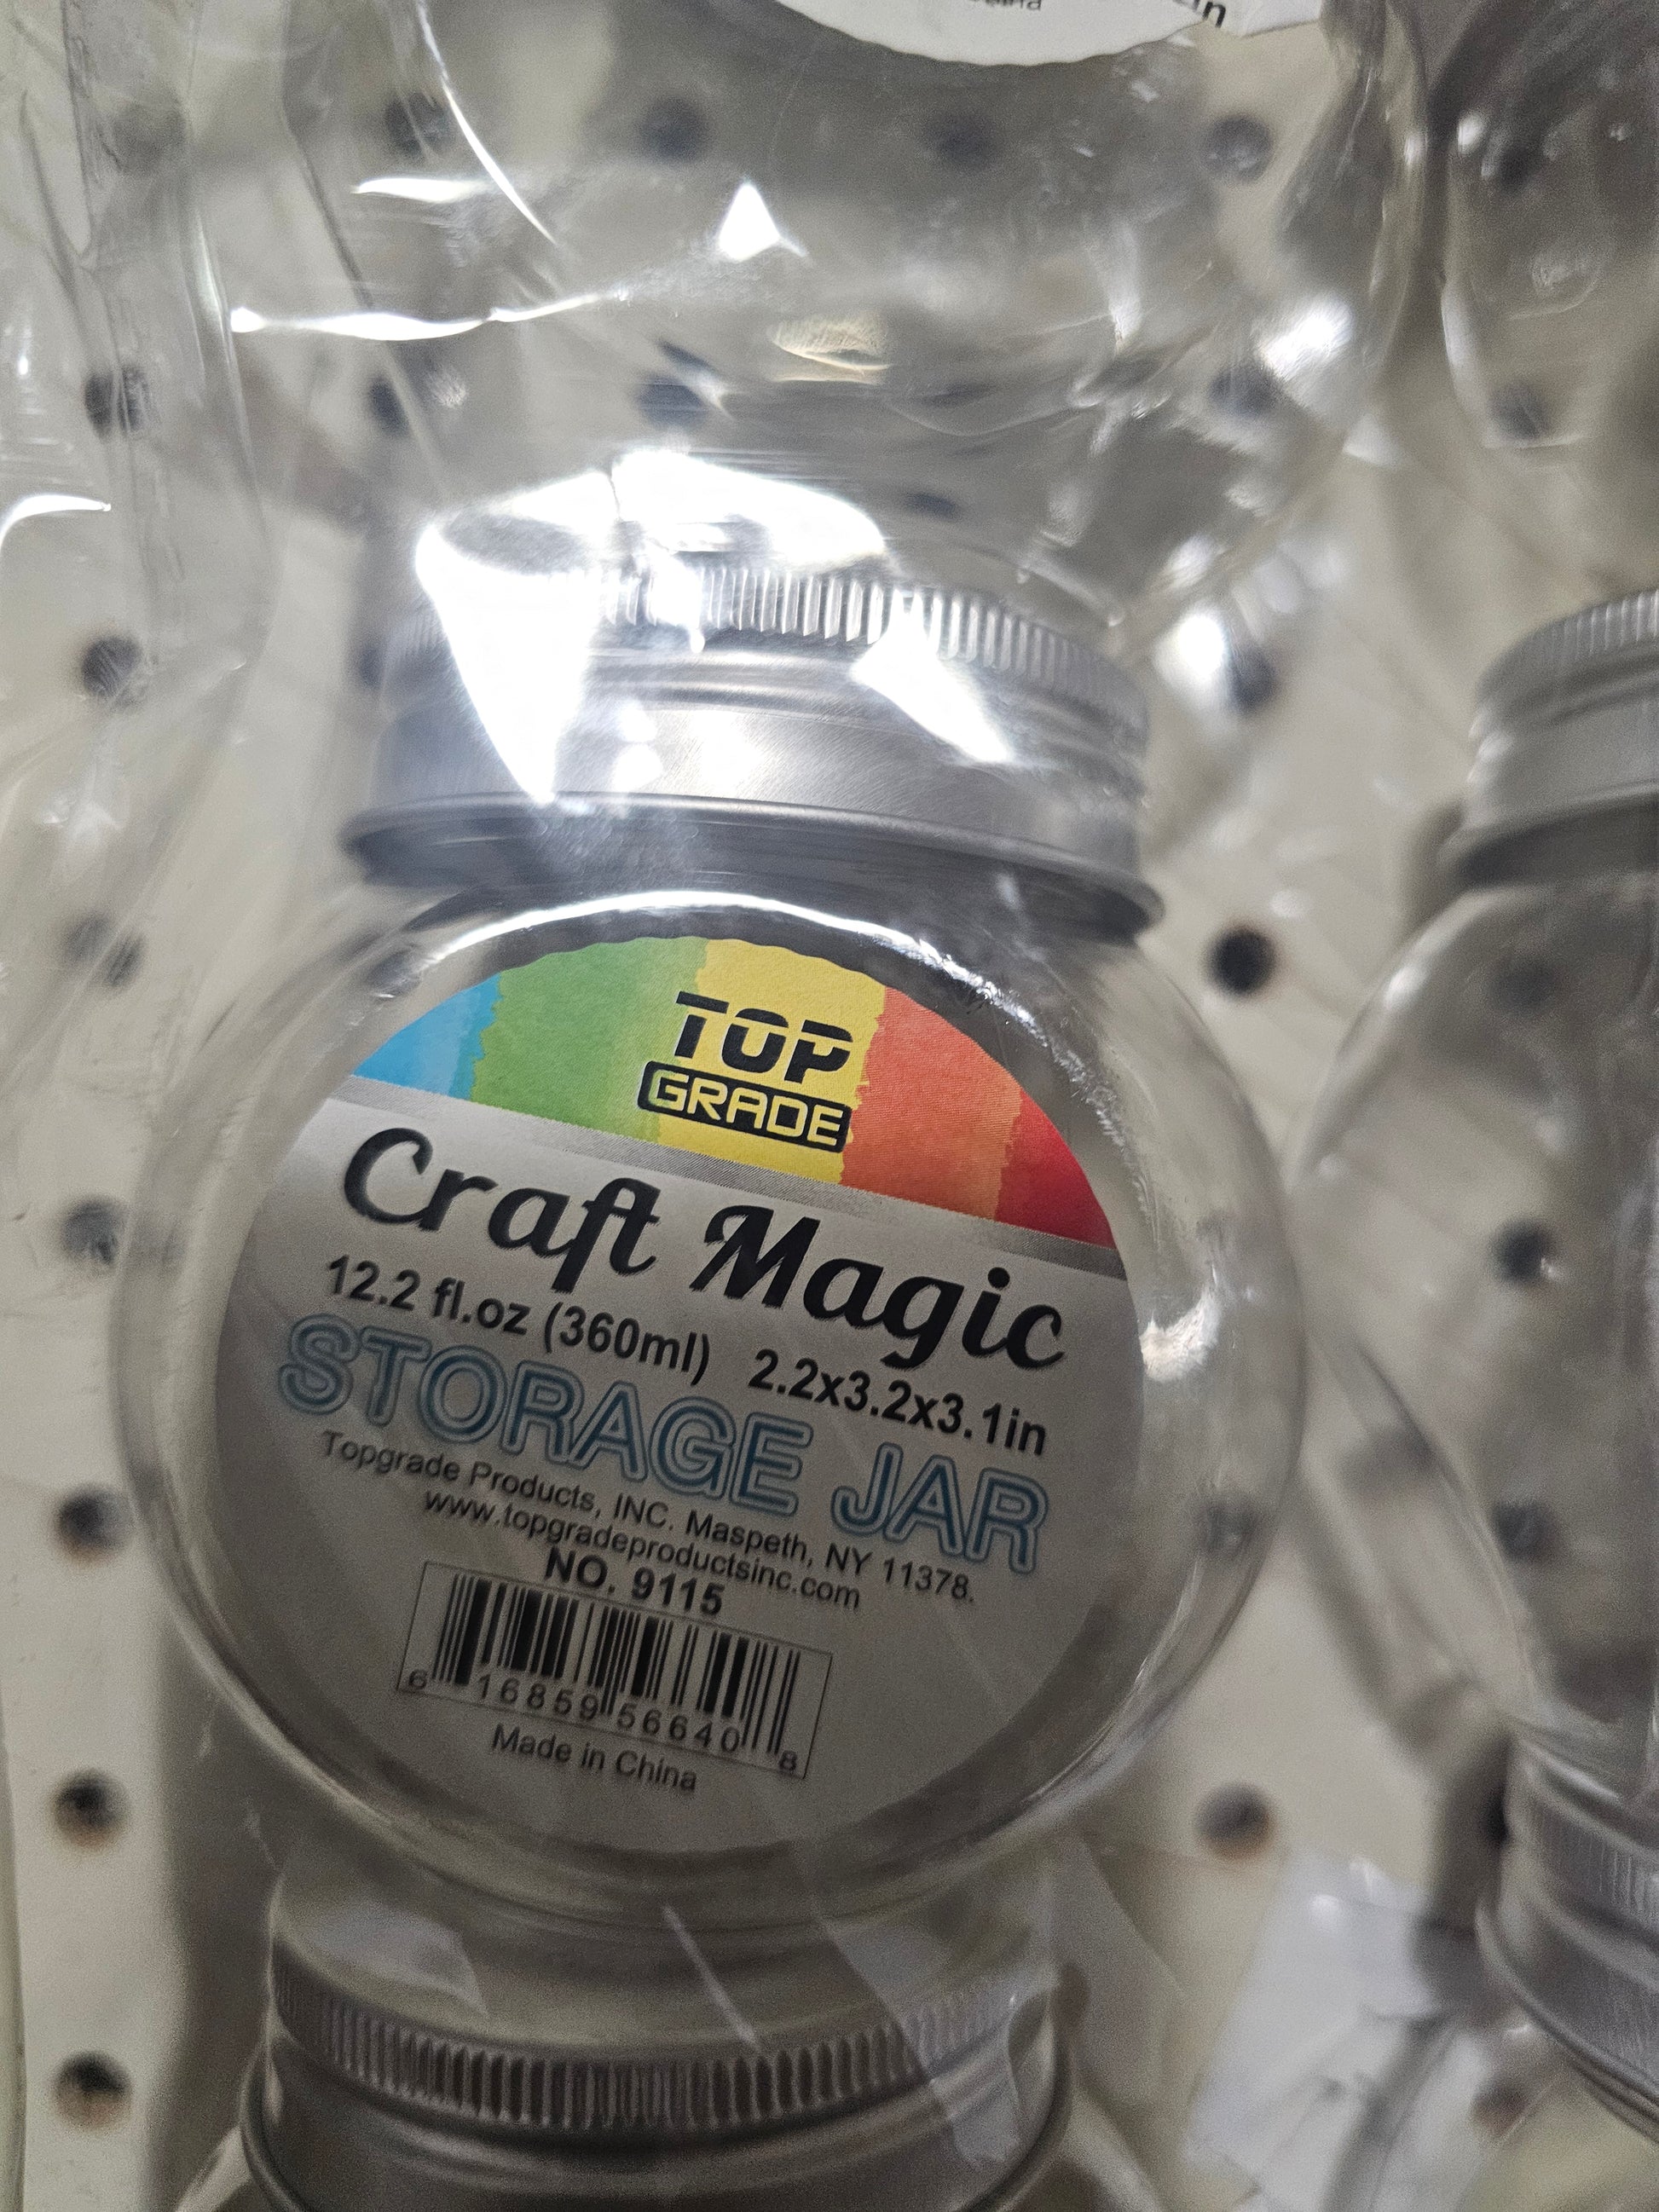 in
TOP
GRADE
Craft Magic
12.2 fl.oz (360ml) 2.2x3.2x3.1in
STORAGE JAR
Topgrade Products, INC. Maspeth, NY 11378.
www.topgradeproductsinc.com
NO. 9115
6 16859 56640 8
Made in China